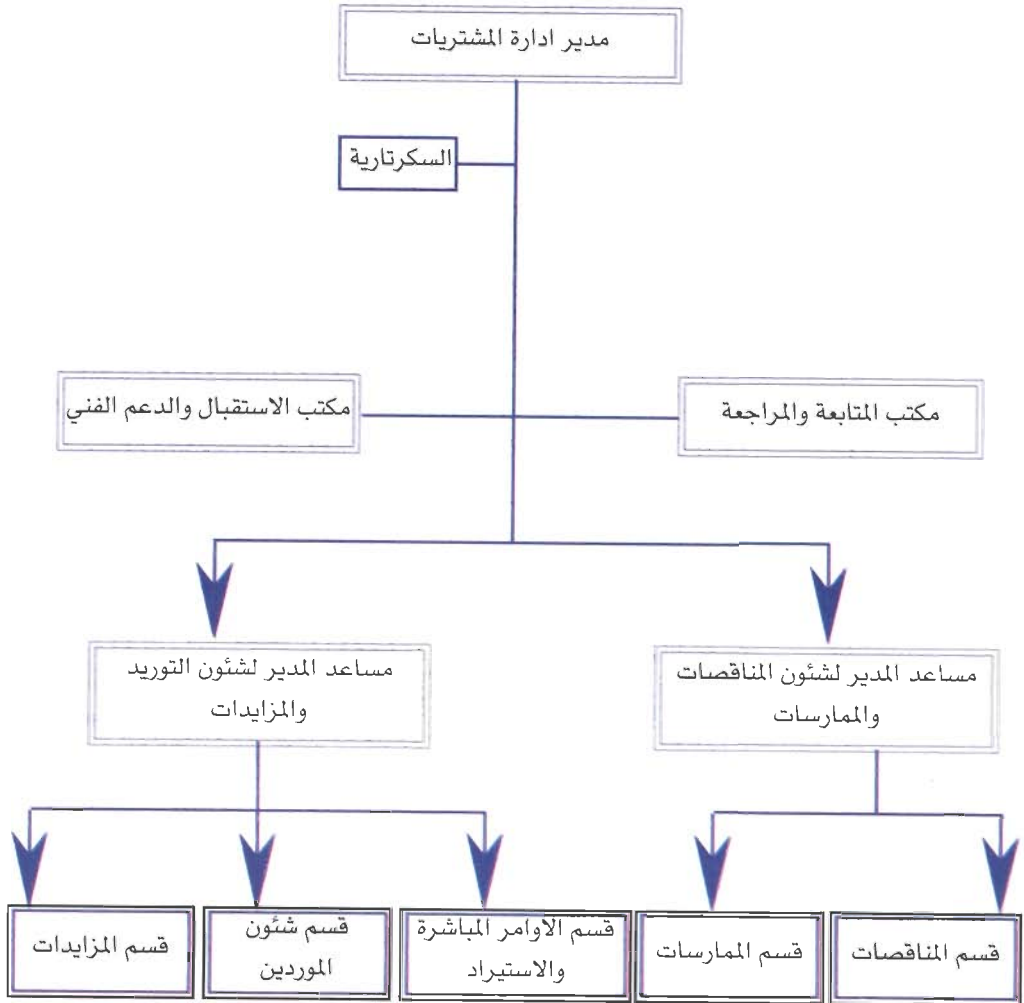 مدير ادارة المشتريات
السكرتارية
مكتب المتابعة والمراجعة
مكتب الاستقبال والدعم الفني
مساعد المدير لشئون المناقصات
والممارسات
مساعد المدير لشئون التوريد
والمزايدات
قسم المناقصات
قسم الممارسات
قسم الاوامر المباشرة
والاستيراد
قسم شئون
الموردين
قسم المزايدات